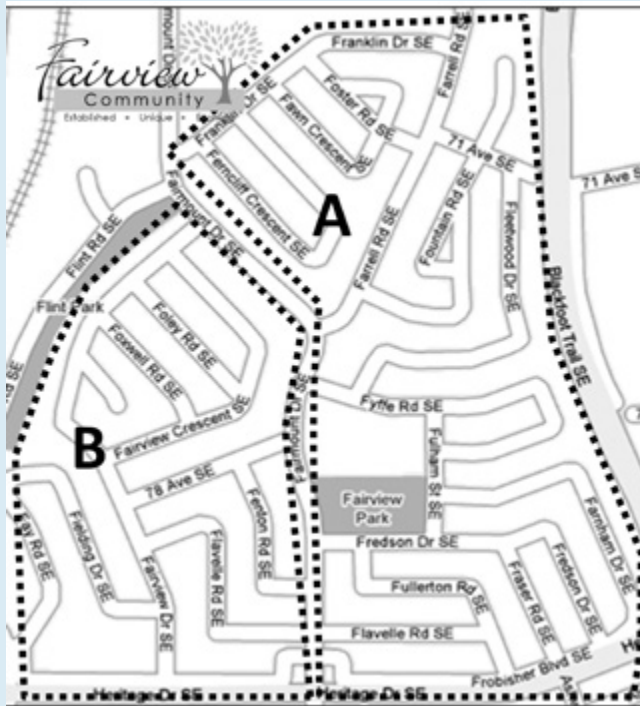 mount D
Fairview
Community
Established • Unique •
Franklin Dr SE
Farrell Rd SE
Foster Rd SE
Fawn Crescent SE
71 Ave SE
71 Ave S
Ferncliff Crescent SE
A
Fairmount Dr SE
Farrell Rd SE
Fountain Rd SE
Fleetwood Dr SE
Flint Rd SE
Flint Park
Blackfoot Trail SE
Foley Rd SE
Foxwell Rd SE
Rd SE
B
Fairview Crescent SE
Fyffe Rd SE
Fulham St SE
78 Ave SE
Fairview
Park
Fenton Rd SE
Fredson Dr SE
Farnham Dr SE
Fielding Dr SE
Fay Rd SE
Flavelle Rd SE
Fairview Dr SE
Fullerton Rd SE
Fraser Rd SE
Fredson Dr SE
Flavelle Rd SE
Frobisher Blvd SE
Heritage Dr SE
Heritage Dr SE